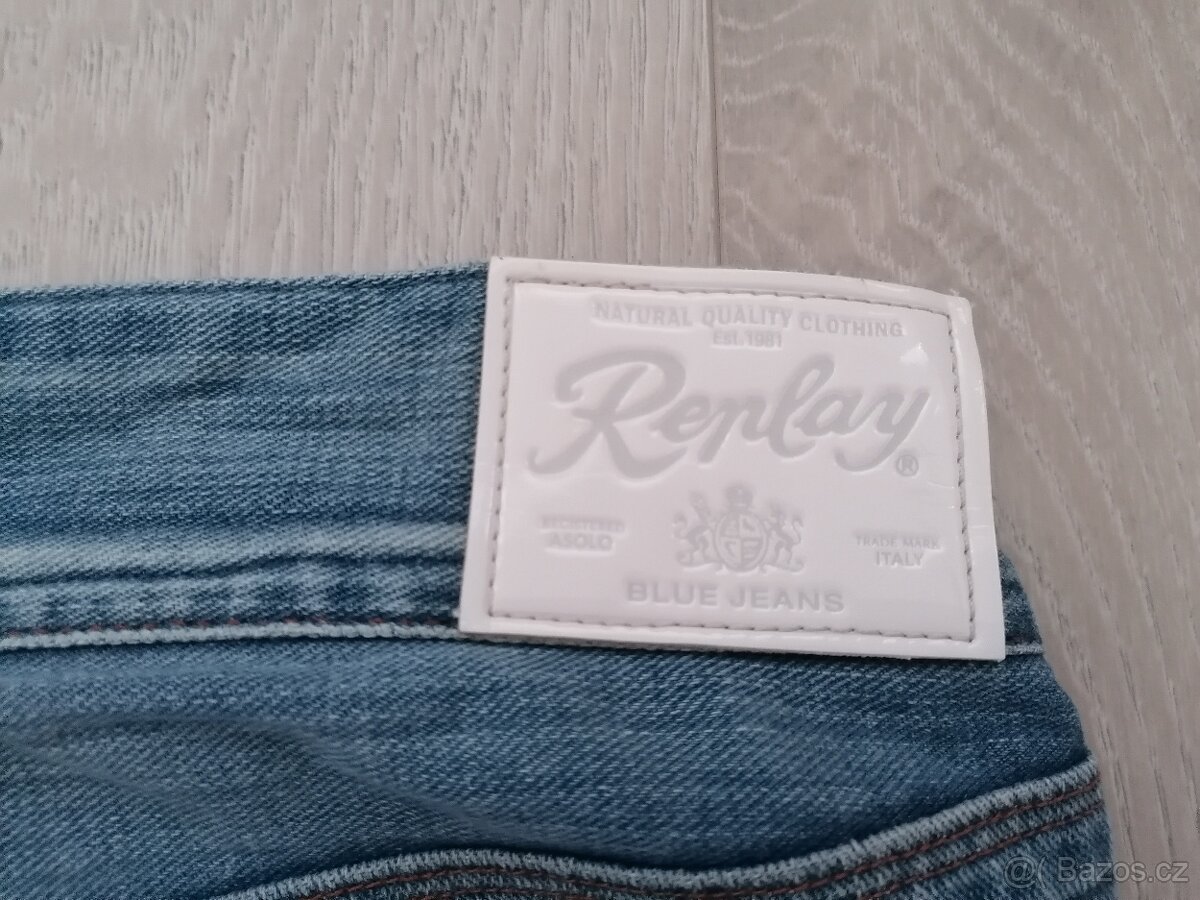 NATURAL QUALITY CLOTHING
Est. 1981
Replay ®
REGISTERED
ASOLO
TRADE MARK
ITALY
BLUE JEANS
@( Bazos.cz